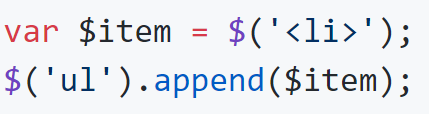 var $item = $('<li>');
$('ul').append($item);